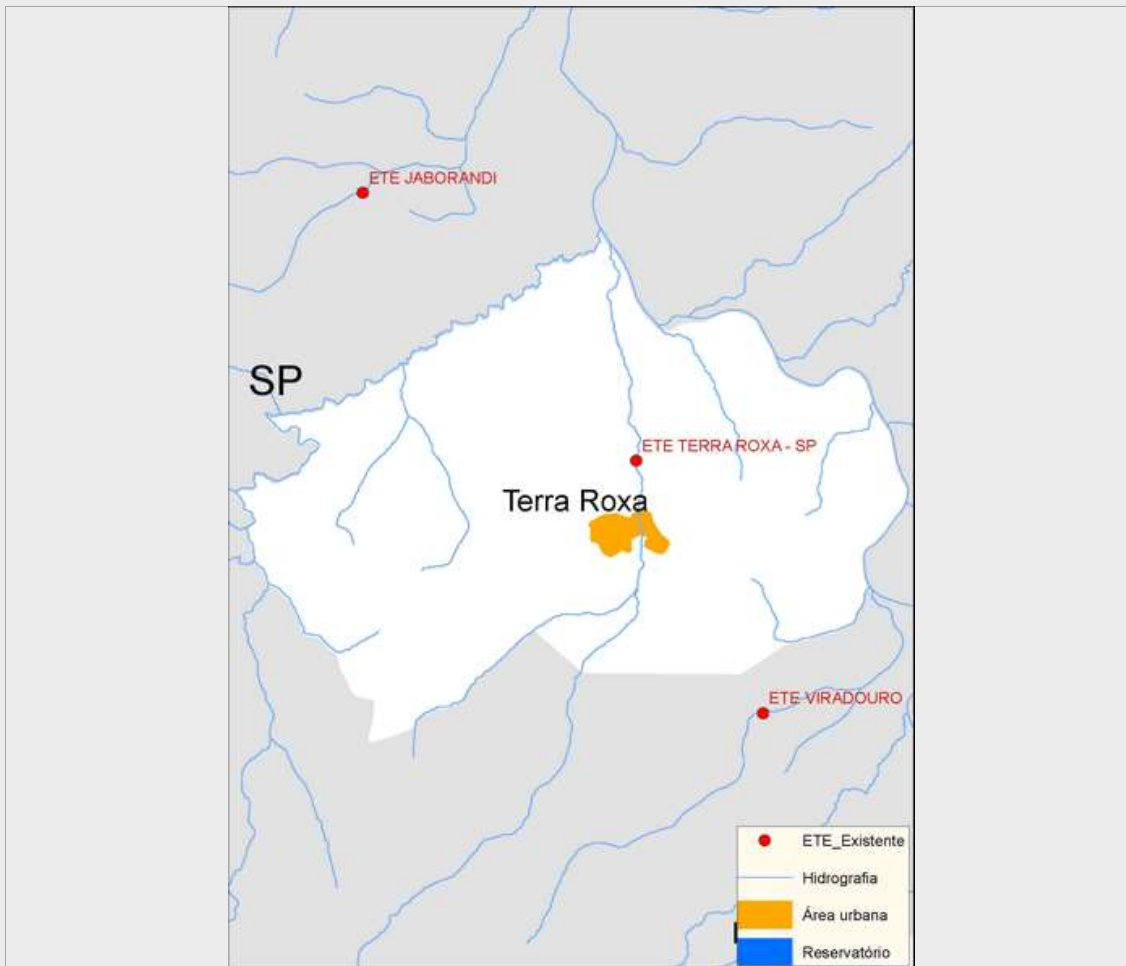 ETE JABORANDI
SP
ETE TERRA ROXA - SP
Terra Roxa
ETE VIRADOURO
ETE_Existente
Hidrografia
Área urbana
Reservatório